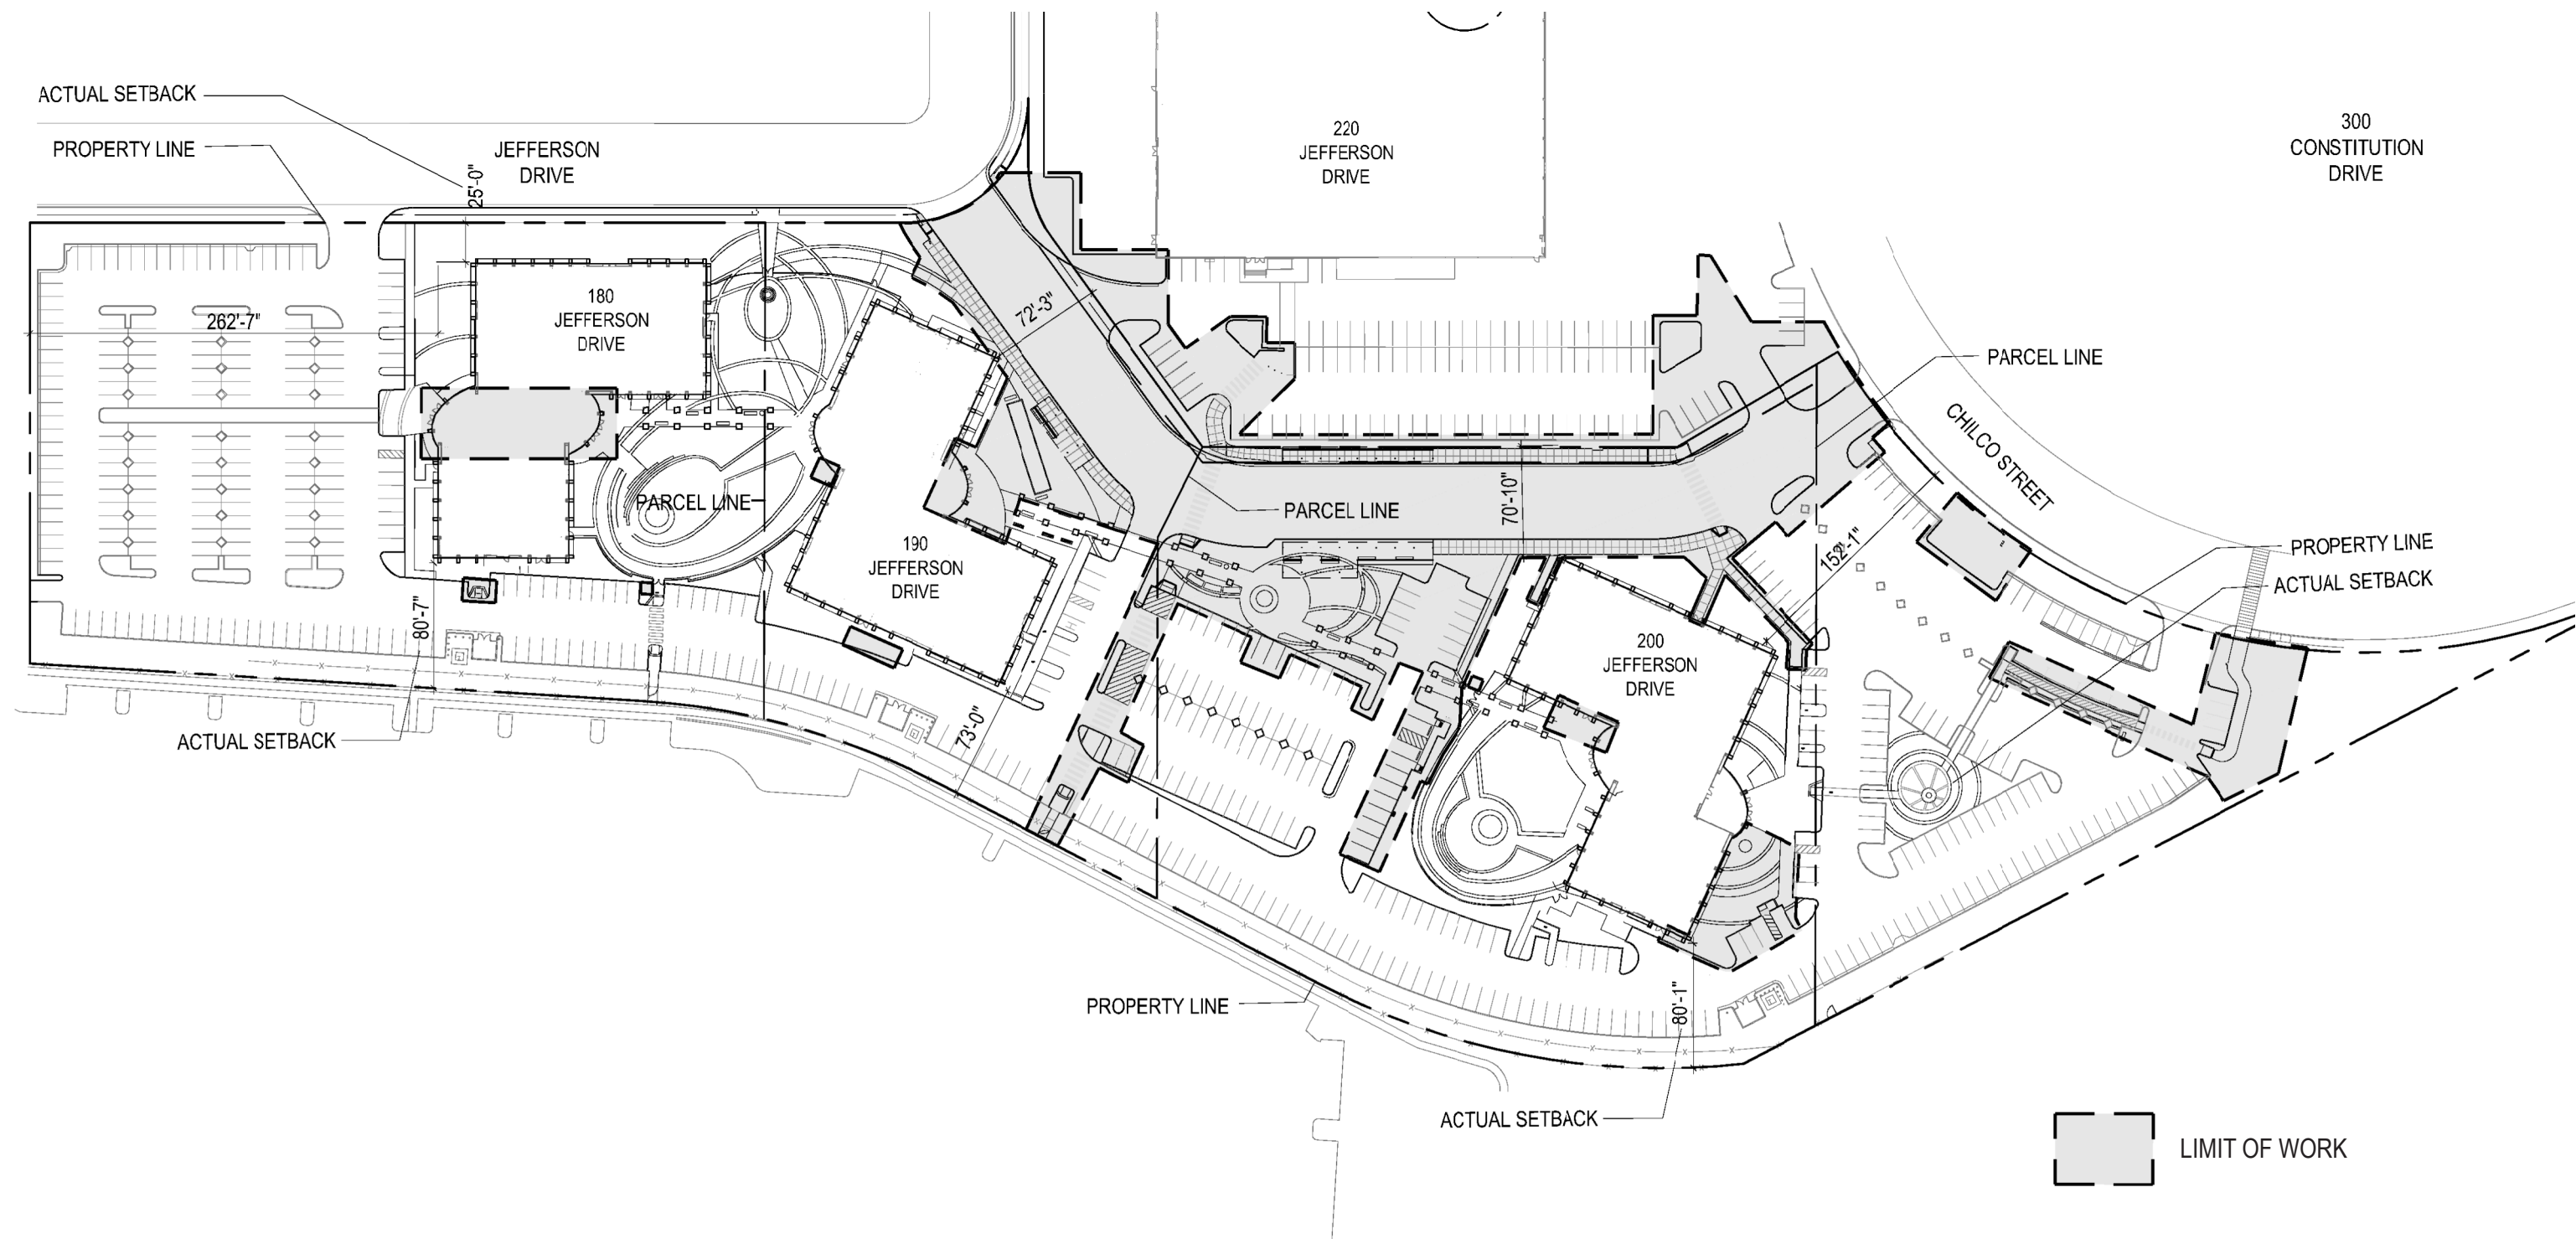 ACTUAL SETBACK
PROPERTY LINE
JEFFERSON
DRIVE
25'-0"
220
JEFFERSON
DRIVE
300
CONSTITUTION
DRIVE
180
JEFFERSON
DRIVE
262'-7"
72'-3"
PARCEL LINE
CHILCO STREET
PARCEL LINE
PARCEL LINE
70'-10"
152'-1"
190
JEFFERSON
DRIVE
PROPERTY LINE
ACTUAL SETBACK
80'-7"
200
JEFFERSON
DRIVE
73'-0"
ACTUAL SETBACK
PROPERTY LINE
80'-1"
ACTUAL SETBACK
LIMIT OF WORK